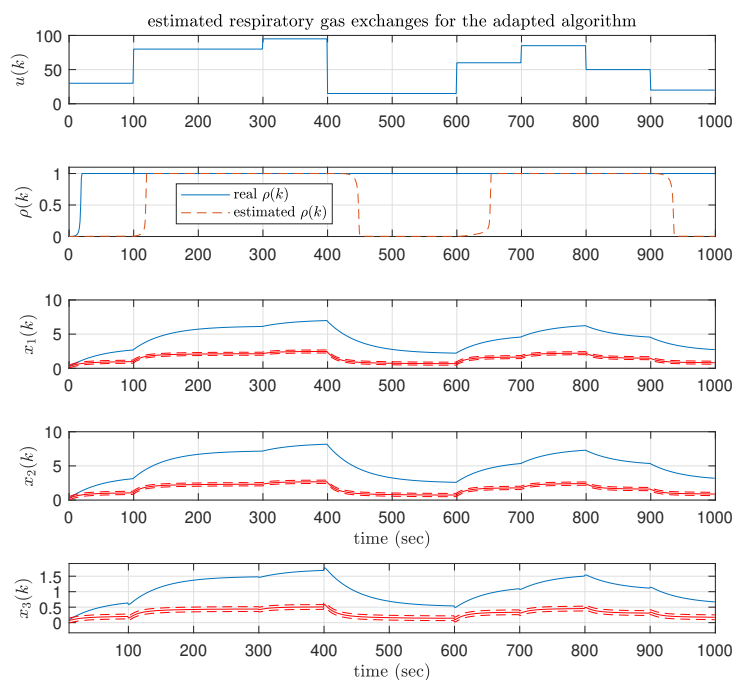 estimated respiratory gas exchanges for the adapted algorithm
u(k)
100
50
0
0 100 200 300 400 500 600 700 800 900 1000
ρ(k)
1
0.5
0
real ρ(k)
estimated ρ(k)
0 100 200 300 400 500 600 700 800 900 1000
x₁(k)
10
5
0
0 100 200 300 400 500 600 700 800 900 1000
x₂(k)
10
5
0
0 100 200 300 400 500 600 700 800 900 1000
time (sec)
x₃(k)
1.5
1
0.5
0
100 200 300 400 500 600 700 800 900 1000
time (sec)